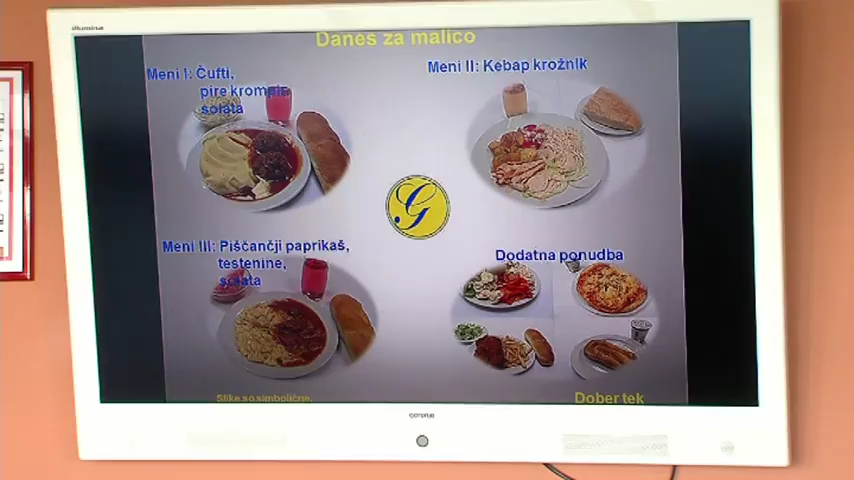 Danes za malico
Meni I: Čufti,
pire krompir,
solata
Meni II: Kebap krožnik
G
Meni III: Piščančji paprikaš,
testenine,
solata
Dodatna ponudba
Slike so simbolične.
Dober tek
gorenje